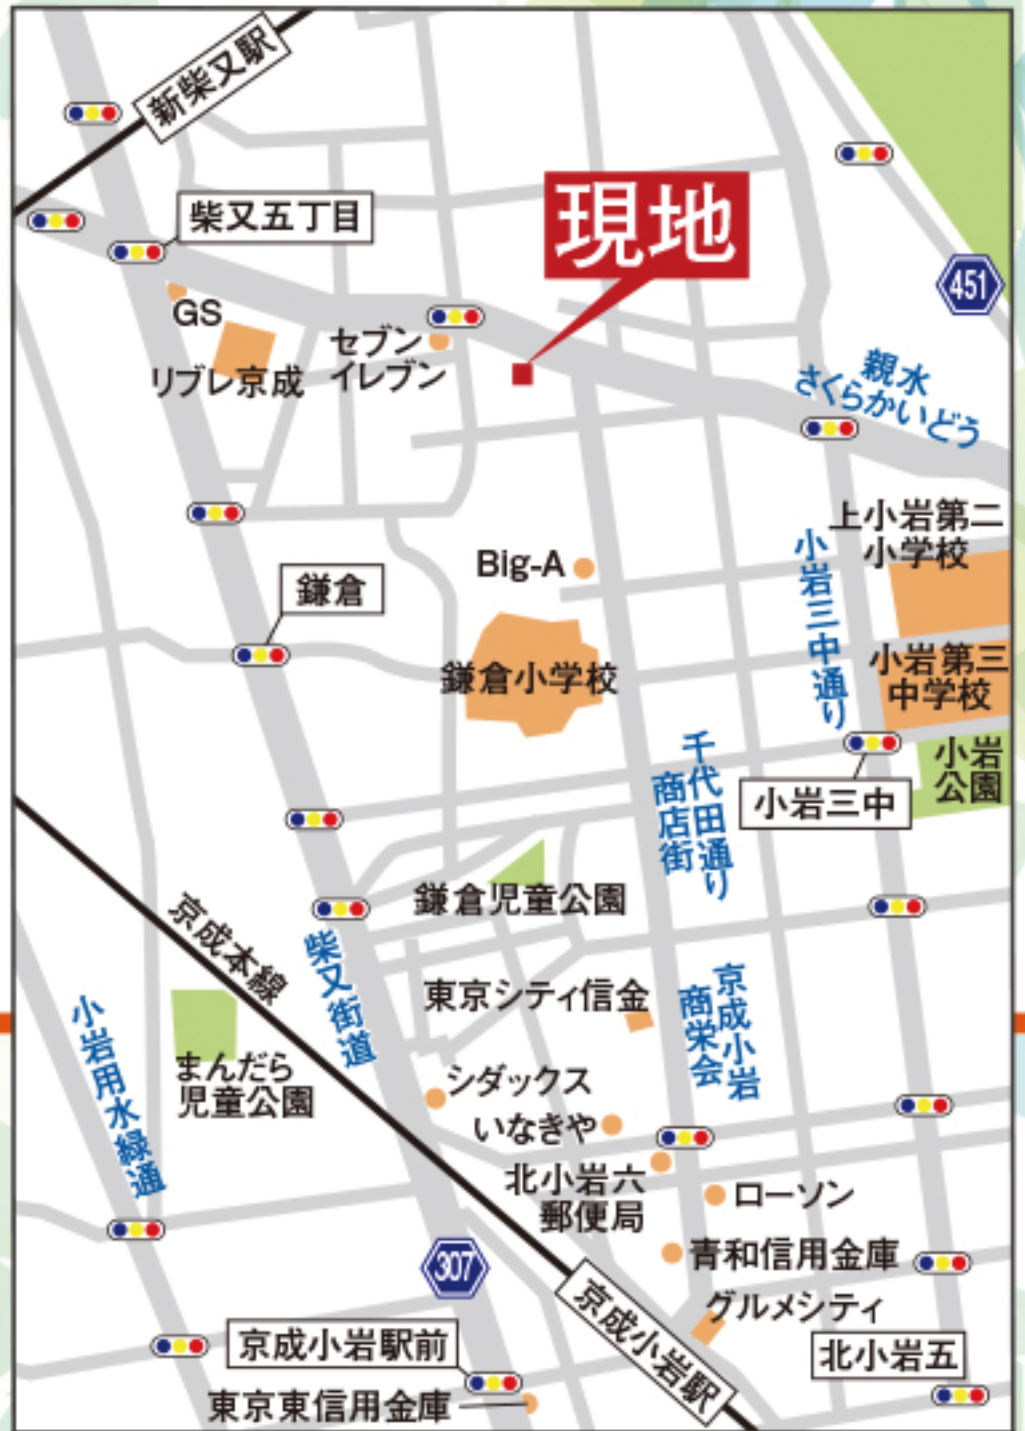 新柴又駅
柴又五丁目
現地
451
GS
セブン
イレブン
リブレ京成
親水
さくらかいどう
上小岩第二
小学校
Big-A
小岩三中通り
鎌倉
鎌倉小学校
小岩第三
中学校
小岩
公園
千代田通り
商店街
小岩三中
鎌倉児童公園
京成本線
柴又街道
東京シティ信金
京成小岩
商栄会
小岩用水緑通
まんだら
児童公園
シダックス
いなきや
北小岩六
郵便局
ローソン
青和信用金庫
307
グルメシティ
京成小岩駅
京成小岩駅前
北小岩五
東京東信用金庫